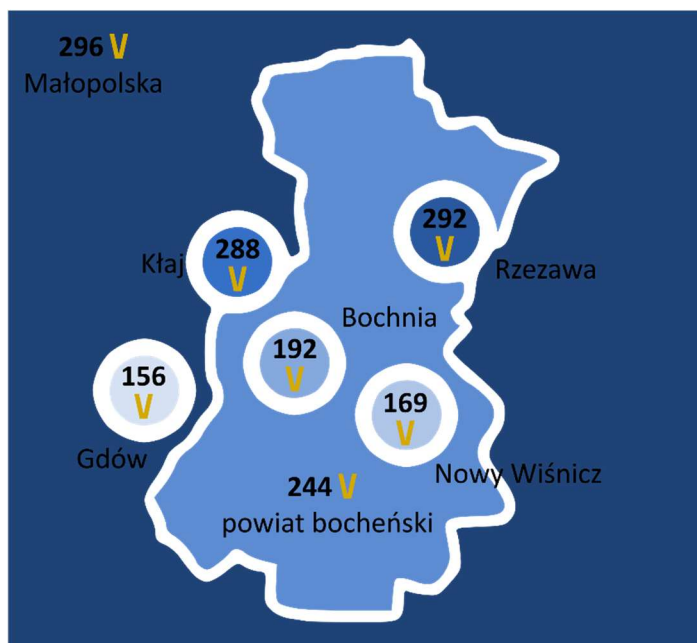 296 V
Małopolska
292
V
Rzezawa
288
V
Kłaj
Bochnia
192
V
156
V
Gdów
169
V
Nowy Wiśnicz
244 V
powiat bocheński